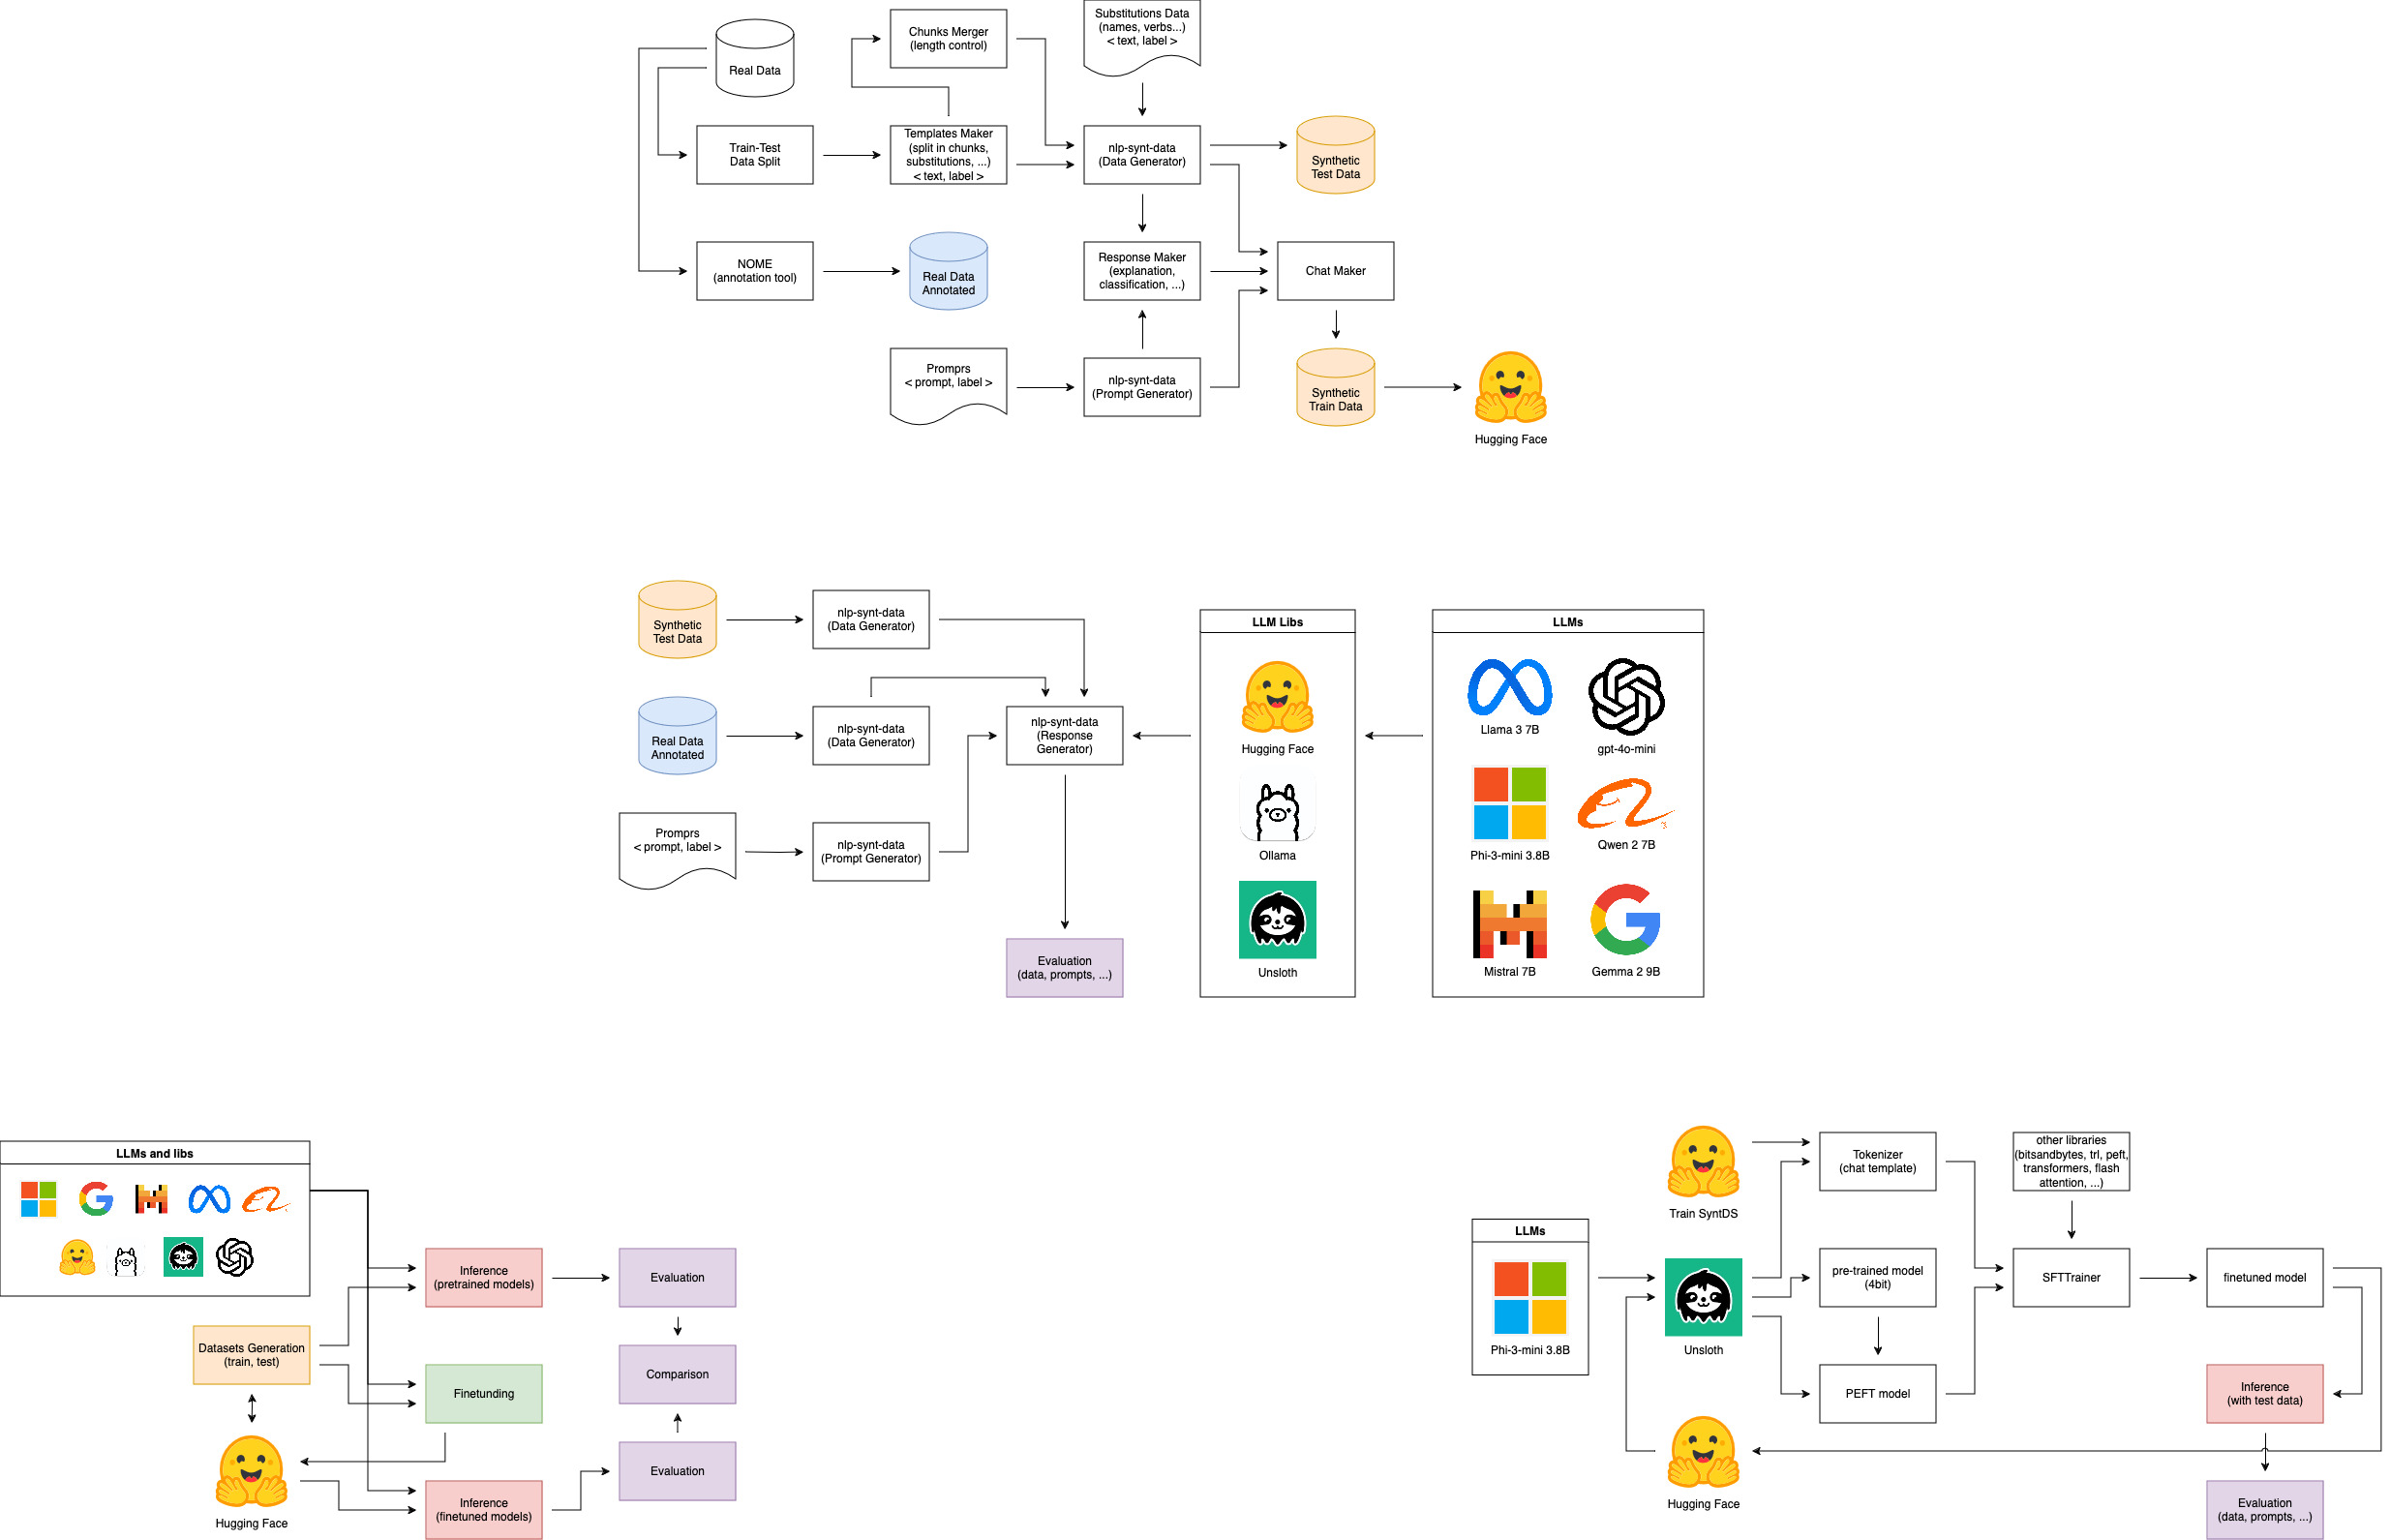 Substitutions Data
(names, verbs...)
< text, label >
Chunks Merger
(length control)
Real Data
Train-Test
Data Split
Templates Maker
(split in chunks,
substitutions, ...)
< text, label >
nlp-synt-data
(Data Generator)
Synthetic
Test Data
NOME
(annotation tool)
Real Data
Annotated
Response Maker
(explanation,
classification, ...)
Chat Maker
Promprs
< prompt, label >
nlp-synt-data
(Prompt Generator)
Synthetic
Train Data
Hugging Face
Synthetic
Test Data
nlp-synt-data
(Data Generator)
Real Data
Annotated
nlp-synt-data
(Data Generator)
nlp-synt-data
(Response
Generator)
Promprs
< prompt, label >
nlp-synt-data
(Prompt Generator)
Evaluation
(data, prompts, ...)
LLM Libs
Hugging Face
Ollama
Unsloth
LLMs
Llama 3 7B
gpt-4o-mini
Phi-3-mini 3.8B
Qwen 2 7B
Mistral 7B
Gemma 2 9B
LLMs and libs
Inference
(pretrained models)
Evaluation
Datasets Generation
(train, test)
Comparison
Finetunding
Evaluation
Hugging Face
Inference
(finetuned models)
Train SyntDS
Tokenizer
(chat template)
other libraries
(bitsandbytes, trl, peft,
transformers, flash
attention, ...)
LLMs
Phi-3-mini 3.8B
Unsloth
pre-trained model
(4bit)
SFTTrainer
finetuned model
PEFT model
Inference
(with test data)
Hugging Face
Evaluation
(data, prompts, ...)